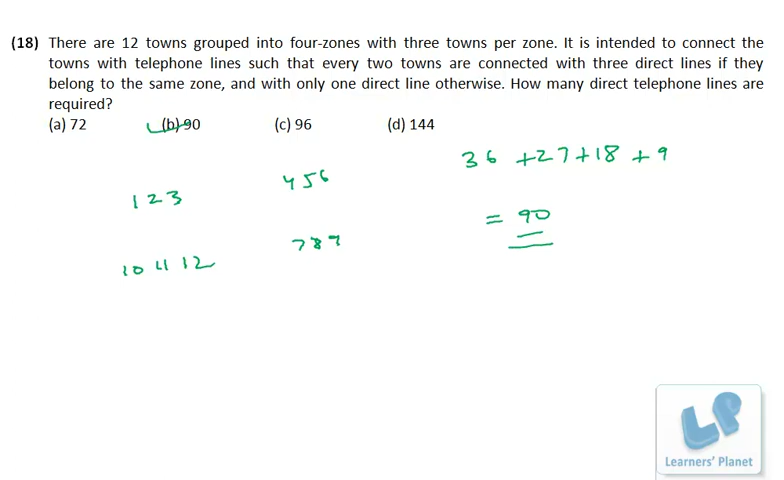 (18) There are 12 towns grouped into four-zones with three towns per zone. It is intended to connect the
towns with telephone lines such that every two towns are connected with three direct lines if they
belong to the same zone, and with only one direct line otherwise. How many direct telephone lines are
required?
(a) 72 (b) 90 (c) 96 (d) 144
36 +27+18 + 9
4 5 6
1 2 3
= 90
7 8 9
10 11 12
LP
Learners' Planet